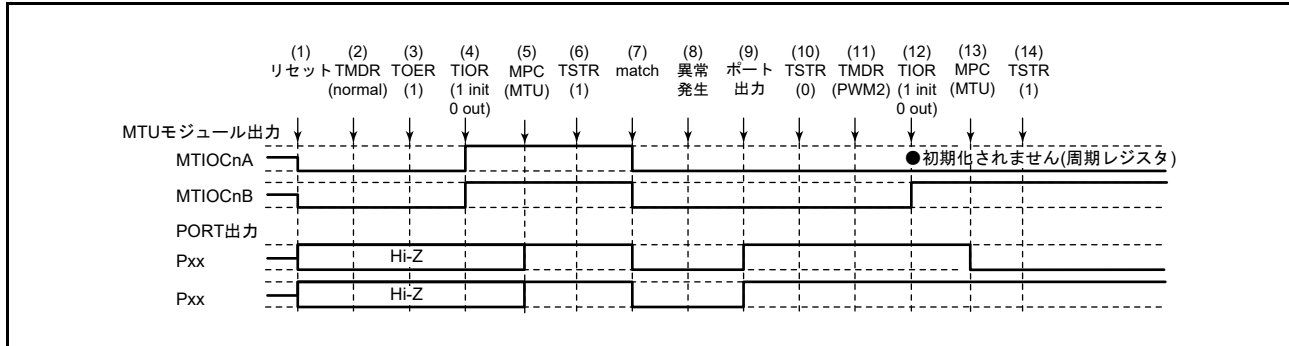 (1) (2) (3) (4) (5) (6) (7) (8) (9) (10) (11) (12) (13) (14)
リセット TMDR TOER TIOR MPC TSTR match 異常 ポート TSTR TMDR TIOR MPC TSTR
(normal) (1) (1 init (MTU) (1) 発生 出力 (0) (PWM2) (1 init (MTU) (1)
0 out) 0 out)
MTUモジュール出力
MTIOCnA ●初期化されません(周期レジスタ)
MTIOCnB
PORT出力
Pxx Hi-Z
Pxx Hi-Z